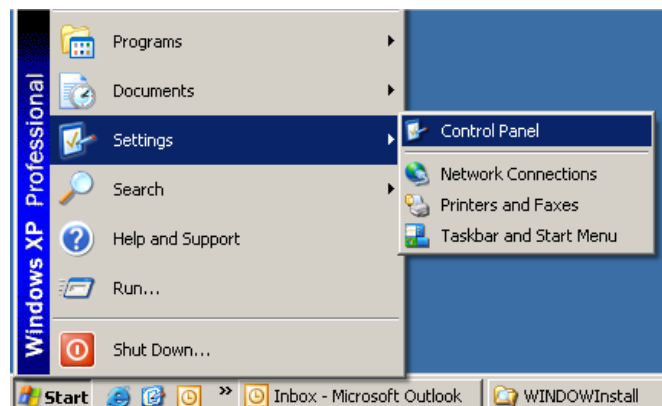 Windows XP Professional
Programs
Documents
Settings
Search
Help and Support
Run...
Shut Down...
Control Panel
Network Connections
Printers and Faxes
Taskbar and Start Menu
Start » Inbox - Microsoft Outlook WINDOWInstall